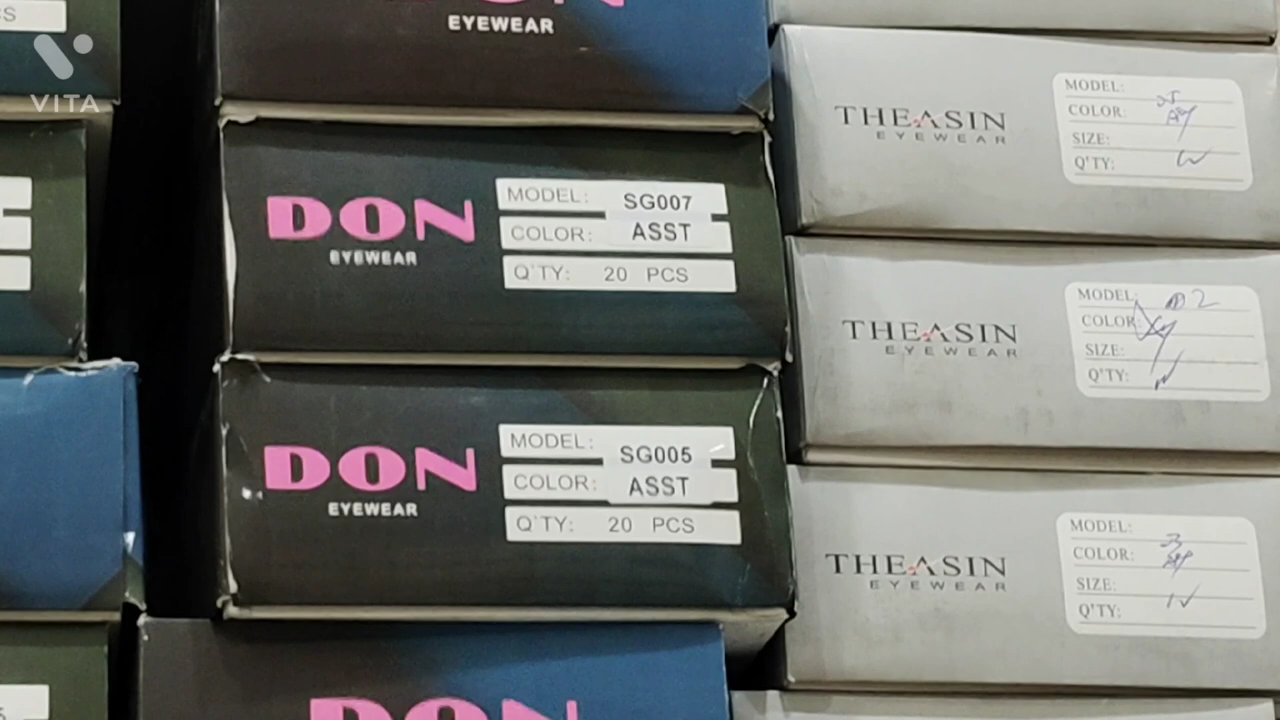 VITA
EYEWEAR
DON
EYEWEAR
MODEL: SG007
COLOR: ASST
Q'TY: 20 PCS
DON
EYEWEAR
MODEL: SG005
COLOR: ASST
Q'TY: 20 PCS
DON
THEASIN
EYEWEAR
MODEL:
COLOR:
SIZE:
Q'TY:
THEASIN
EYEWEAR
MODEL:
COLOR:
SIZE:
Q'TY:
THEASIN
EYEWEAR
MODEL:
COLOR:
SIZE:
Q'TY: